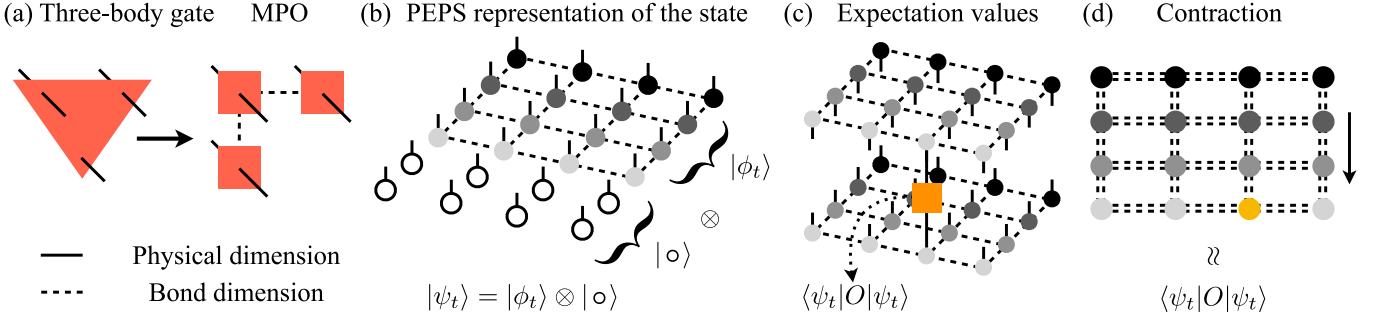 (a) Three-body gate MPO
(b) PEPS representation of the state
(c) Expectation values
(d) Contraction
|ϕ_t⟩
⊗
|∘⟩
Physical dimension
Bond dimension
|ψ_t⟩ = |ϕ_t⟩ ⊗ |∘⟩
⟨ψ_t|O|ψ_t⟩
≈
⟨ψ_t|O|ψ_t⟩